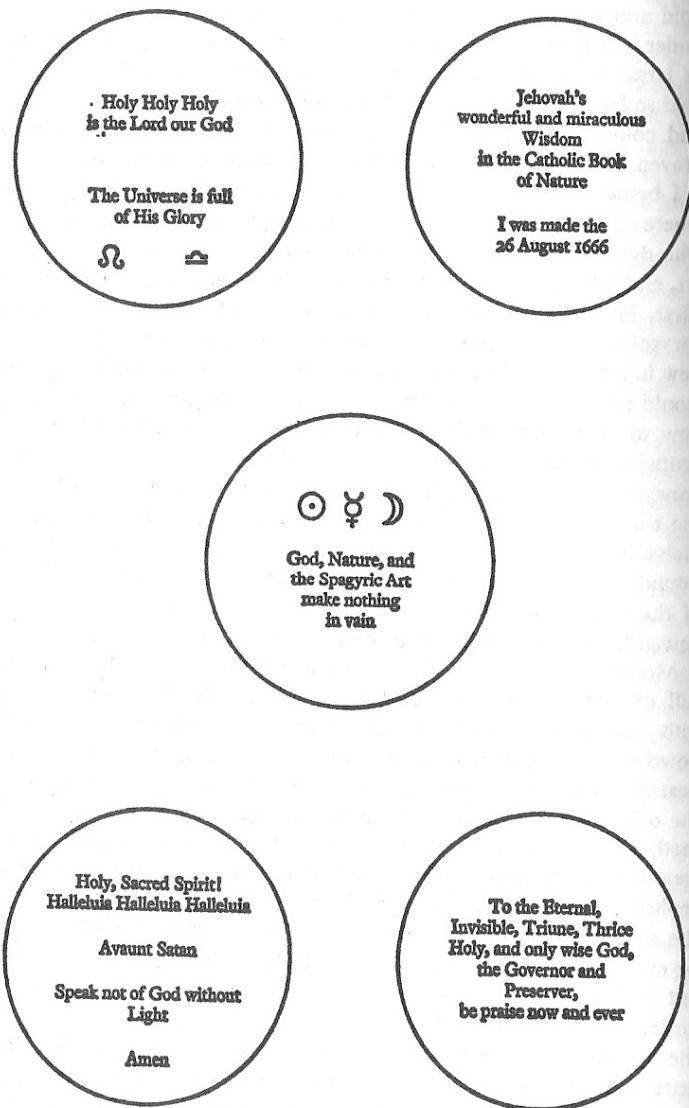 Holy Holy Holy
is the Lord our God
The Universe is full
of His Glory
♌ ♎
Jehovah's
wonderful and miraculous
Wisdom
in the Catholic Book
of Nature
I was made the
26 August 1666
☉ ☿ ☽
God, Nature, and
the Spagyric Art
make nothing
in vain
Holy, Sacred Spirit!
Halleluia Halleluia Halleluia
Avaunt Satan
Speak not of God without
Light
Amen
To the Eternal,
Invisible, Triune, Thrice
Holy, and only wise God,
the Governor and
Preserver,
be praise now and ever